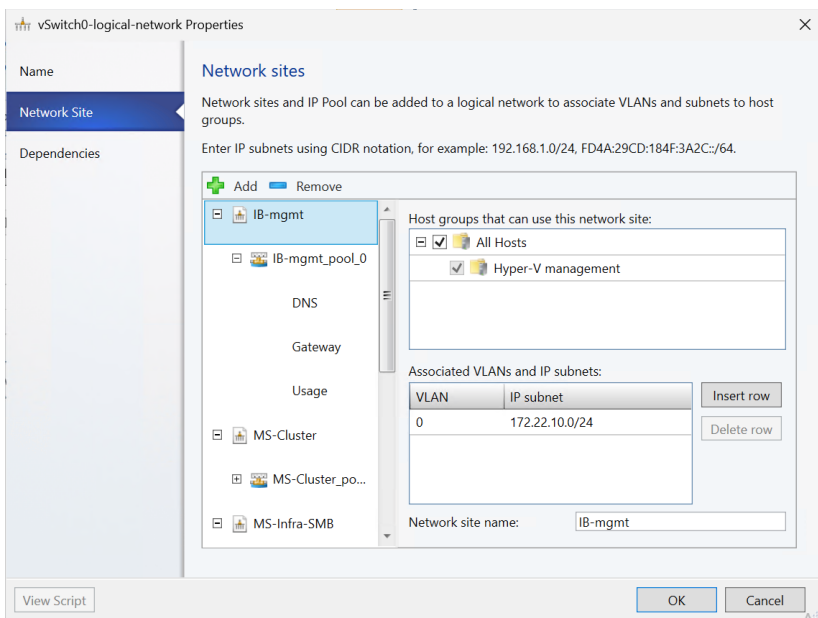 vSwitch0-logical-network Properties
Name
Network Site
Dependencies
Network sites
Network sites and IP Pool can be added to a logical network to associate VLANs and subnets to host
groups.
Enter IP subnets using CIDR notation, for example: 192.168.1.0/24, FD4A:29CD:184F:3A2C::/64.
Add Remove
IB-mgmt
IB-mgmt_pool_0
DNS
Gateway
Usage
MS-Cluster
MS-Cluster_po...
MS-Infra-SMB
Host groups that can use this network site:
All Hosts
Hyper-V management
Associated VLANs and IP subnets:
VLAN IP subnet
0 172.22.10.0/24
Insert row
Delete row
Network site name: IB-mgmt
View Script
OK Cancel